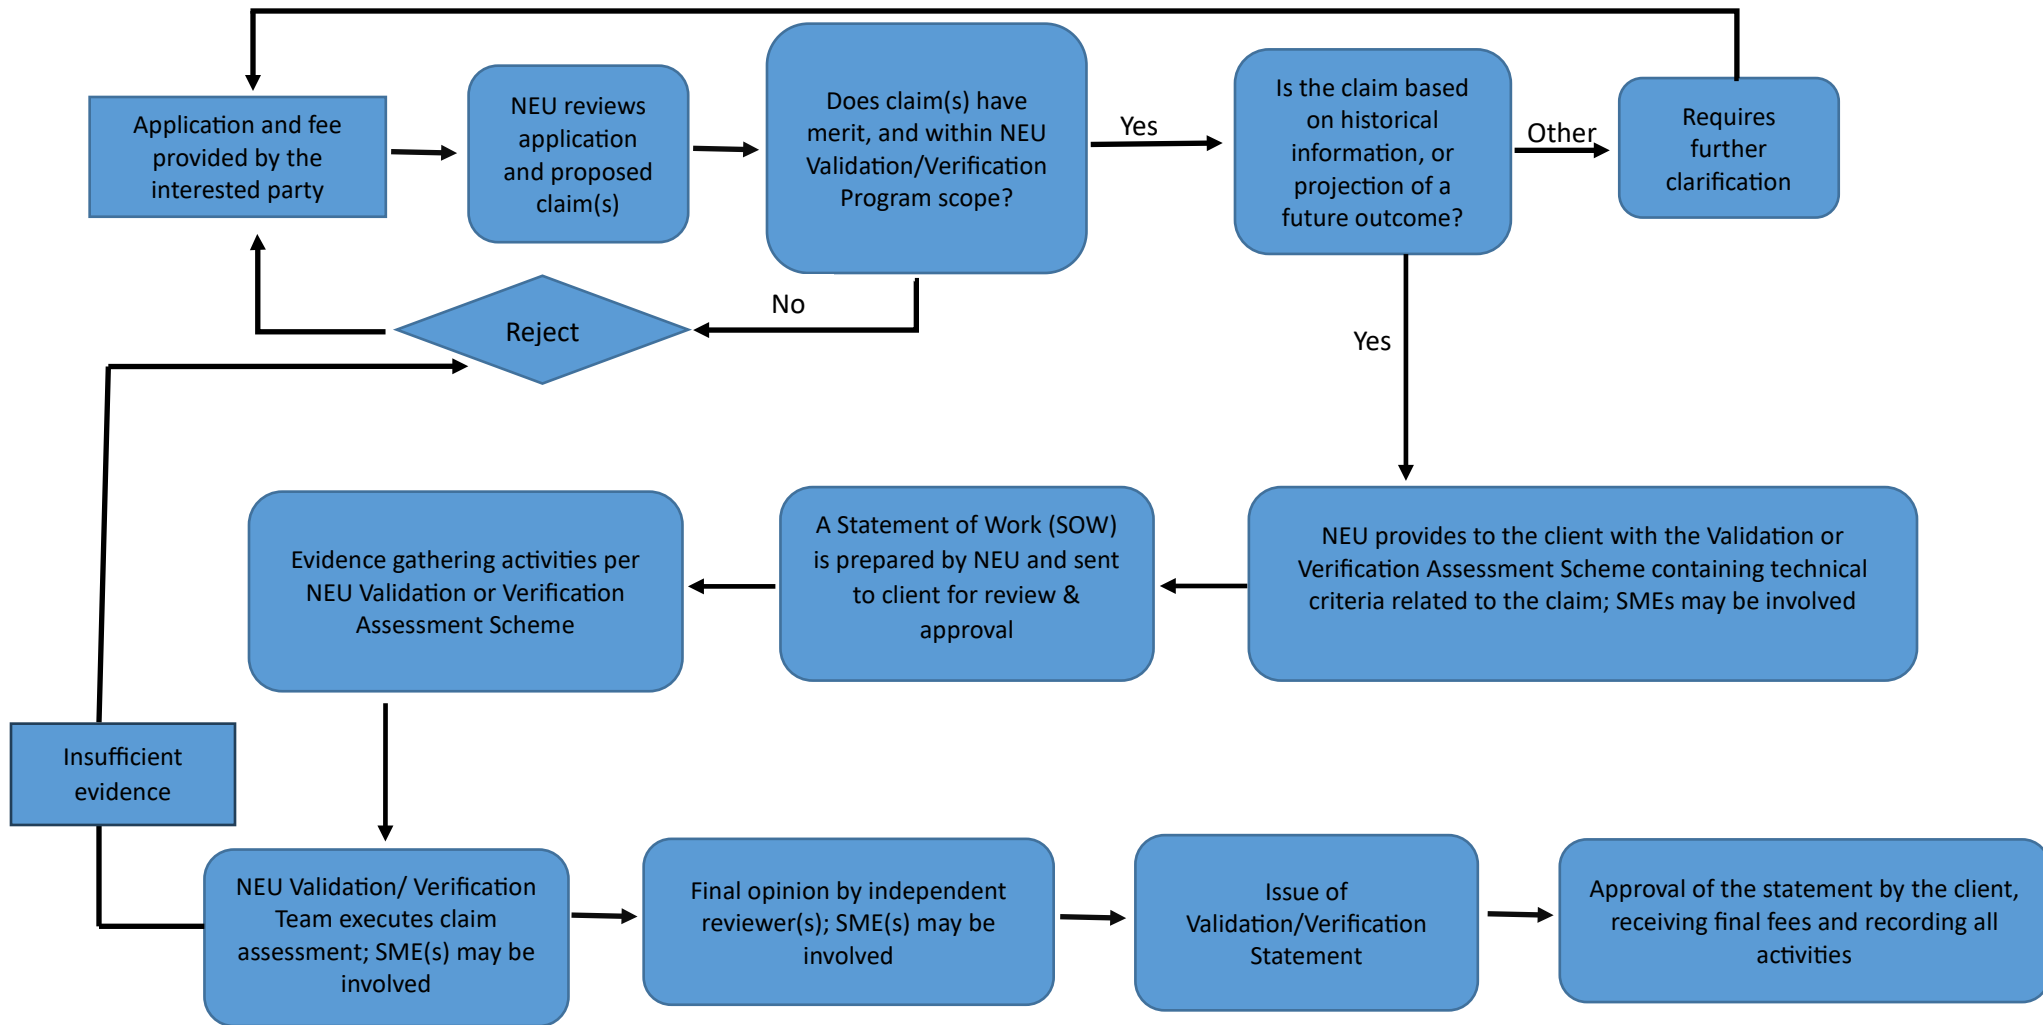 Application and fee
provided by the
interested party
NEU reviews
application
and proposed
claim(s)
Does claim(s) have
merit, and within NEU
Validation/Verification
Program scope?
Yes
Is the claim based
on historical
information, or
projection of a
future outcome?
Other
Requires
further
clarification
No
Reject
Yes
NEU provides to the client with the Validation or
Verification Assessment Scheme containing technical
criteria related to the claim; SMEs may be involved
A Statement of Work (SOW)
is prepared by NEU and sent
to client for review &
approval
Evidence gathering activities per
NEU Validation or Verification
Assessment Scheme
Insufficient
evidence
NEU Validation/ Verification
Team executes claim
assessment; SME(s) may be
involved
Final opinion by independent
reviewer(s); SME(s) may be
involved
Issue of
Validation/Verification
Statement
Approval of the statement by the client,
receiving final fees and recording all
activities